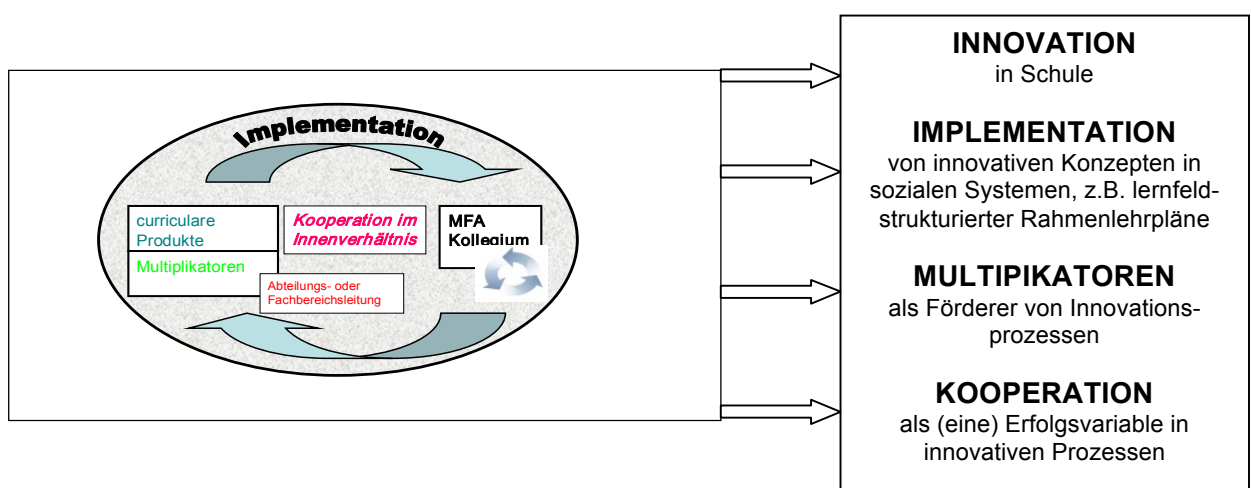 Implementation
curriculare
Produkte
Multiplikatoren
Kooperation im
Innenverhältnis
MFA
Kollegium
Abteilungs- oder
Fachbereichsleitung
INNOVATION
in Schule
IMPLEMENTATION
von innovativen Konzepten in
sozialen Systemen, z.B. lernfeld-
strukturierter Rahmenlehrpläne
MULTIPIKATOREN
als Förderer von Innovations-
prozessen
KOOPERATION
als (eine) Erfolgsvariable in
innovativen Prozessen